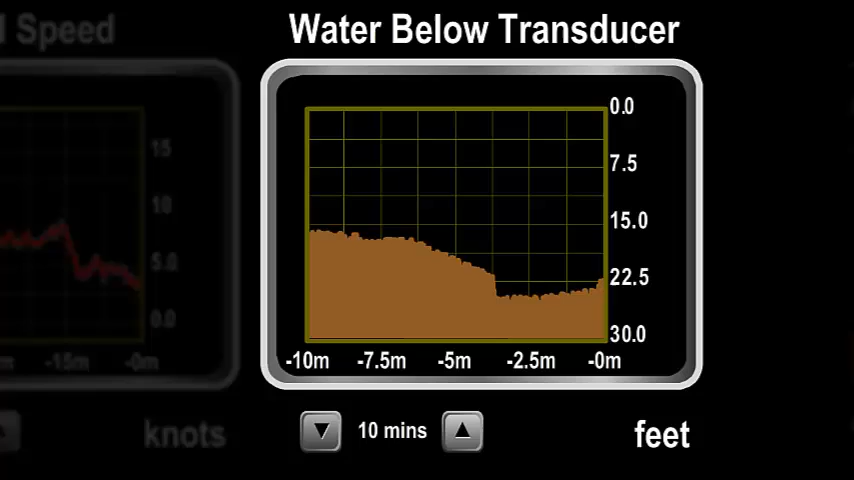 Speed
Water Below Transducer
15
10
5.0
0.0
-15m
-0m
knots
0.0
7.5
15.0
22.5
30.0
-10m -7.5m -5m -2.5m -0m
10 mins
feet